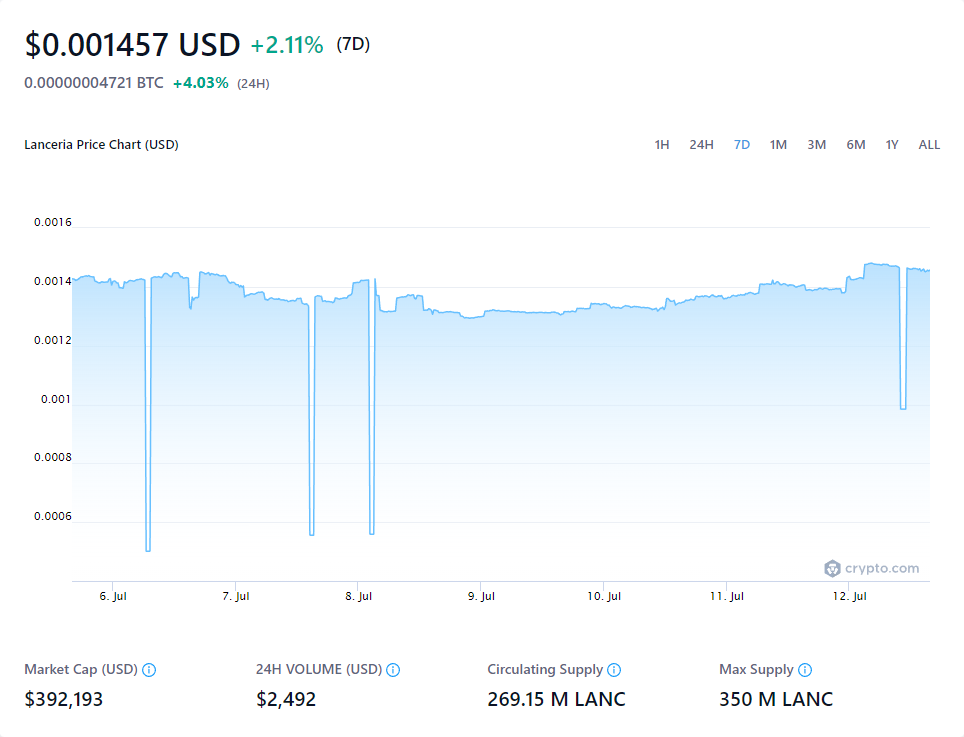 $0.001457 USD +2.11% (7D)
0.00000004721 BTC +4.03% (24H)
Lanceria Price Chart (USD) 1H 24H 7D 1M 3M 6M 1Y ALL
0.0016
0.0014
0.0012
0.001
0.0008
0.0006
crypto.com
6. Jul 7. Jul 8. Jul 9. Jul 10. Jul 11. Jul 12. Jul
Market Cap (USD) 24H VOLUME (USD) Circulating Supply Max Supply
$392,193 $2,492 269.15 M LANC 350 M LANC